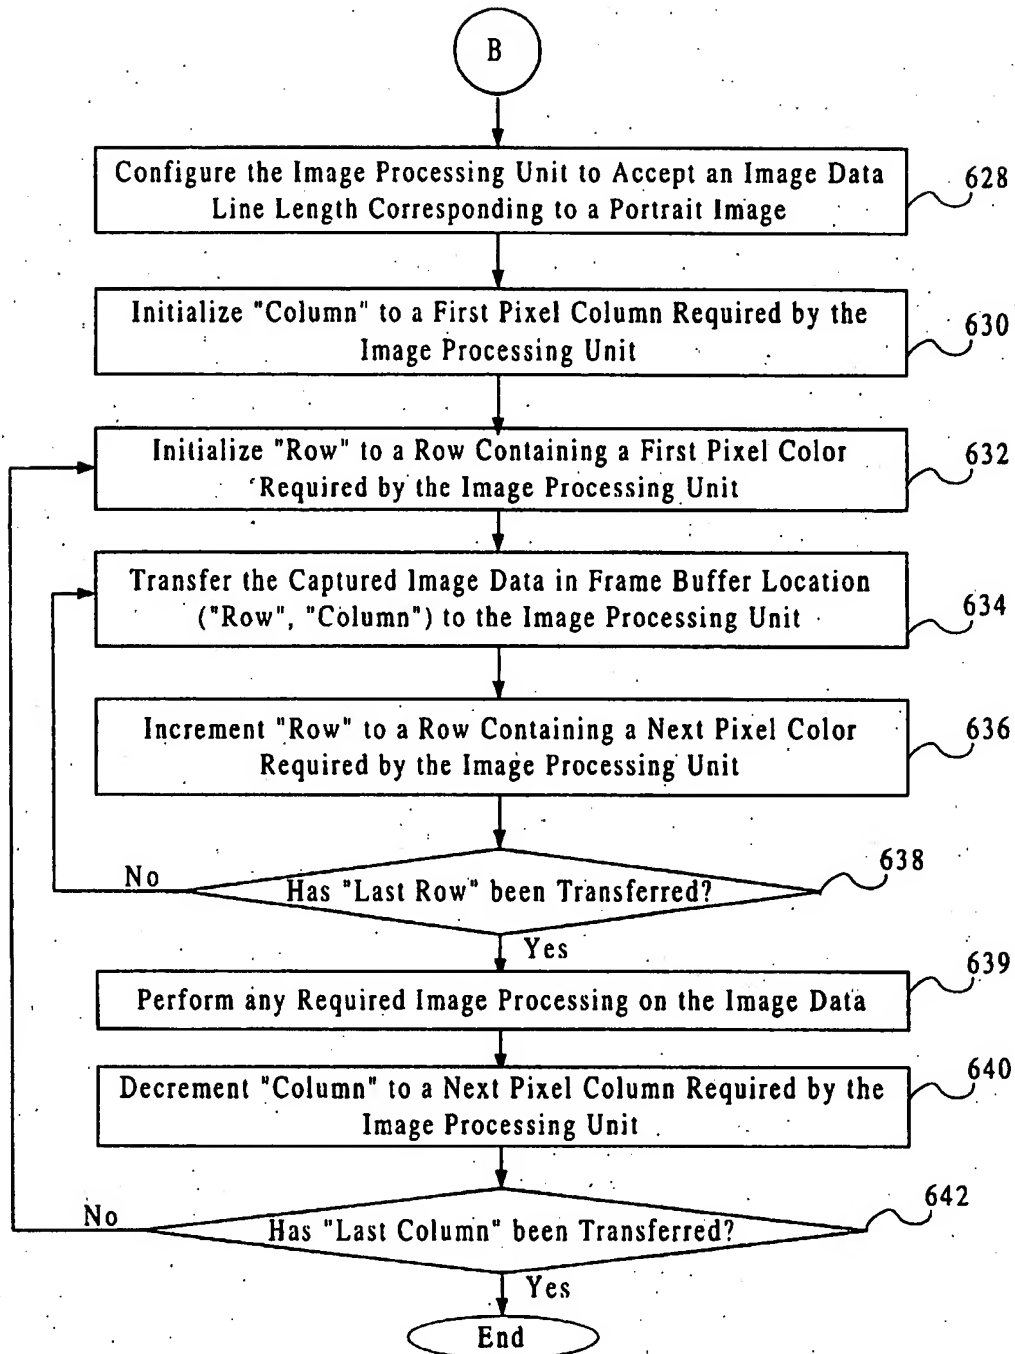 B
Configure the Image Processing Unit to Accept an Image Data
Line Length Corresponding to a Portrait Image
628
Initialize "Column" to a First Pixel Column Required by the
Image Processing Unit
630
Initialize "Row" to a Row Containing a First Pixel Color
Required by the Image Processing Unit
632
Transfer the Captured Image Data in Frame Buffer Location
("Row", "Column") to the Image Processing Unit
634
Increment "Row" to a Row Containing a Next Pixel Color
Required by the Image Processing Unit
636
No
Has "Last Row" been Transferred?
638
Yes
Perform any Required Image Processing on the Image Data
639
Decrement "Column" to a Next Pixel Column Required by the
Image Processing Unit
640
No
Has "Last Column" been Transferred?
642
Yes
End